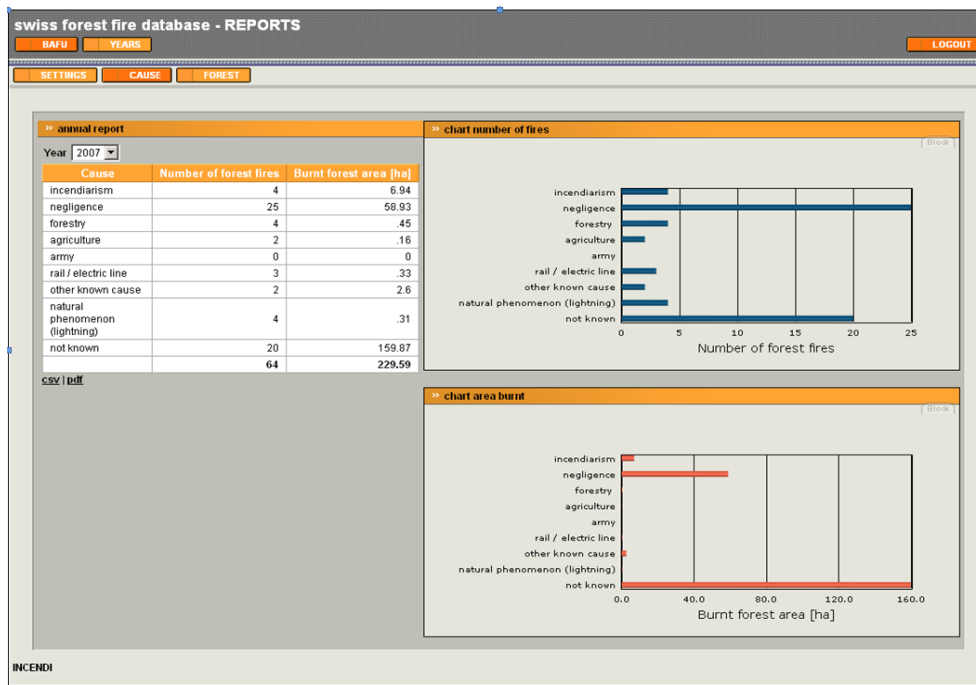 swiss forest fire database - REPORTS
BAFU YEARS LOGOUT
SETTINGS CAUSE FOREST
» annual report
Year 2007
Cause Number of forest fires Burnt forest area [ha]
incendiarism 4 6.94
negligence 25 58.93
forestry 4 .45
agriculture 2 .16
army 0 0
rail / electric line 3 .33
other known cause 2 2.6
natural
phenomenon
(lightning) 4 .31
not known 20 159.87
64 229.59
csv | pdf
» chart number of fires
Block
incendiarism
negligence
forestry
agriculture
army
rail / electric line
other known cause
natural phenomenon (lightning)
not known
0 5 10 15 20 25
Number of forest fires
» chart area burnt
Block
incendiarism
negligence
forestry
agriculture
army
rail / electric line
other known cause
natural phenomenon (lightning)
not known
0.0 40.0 80.0 120.0 160.0
Burnt forest area [ha]
INCENDI